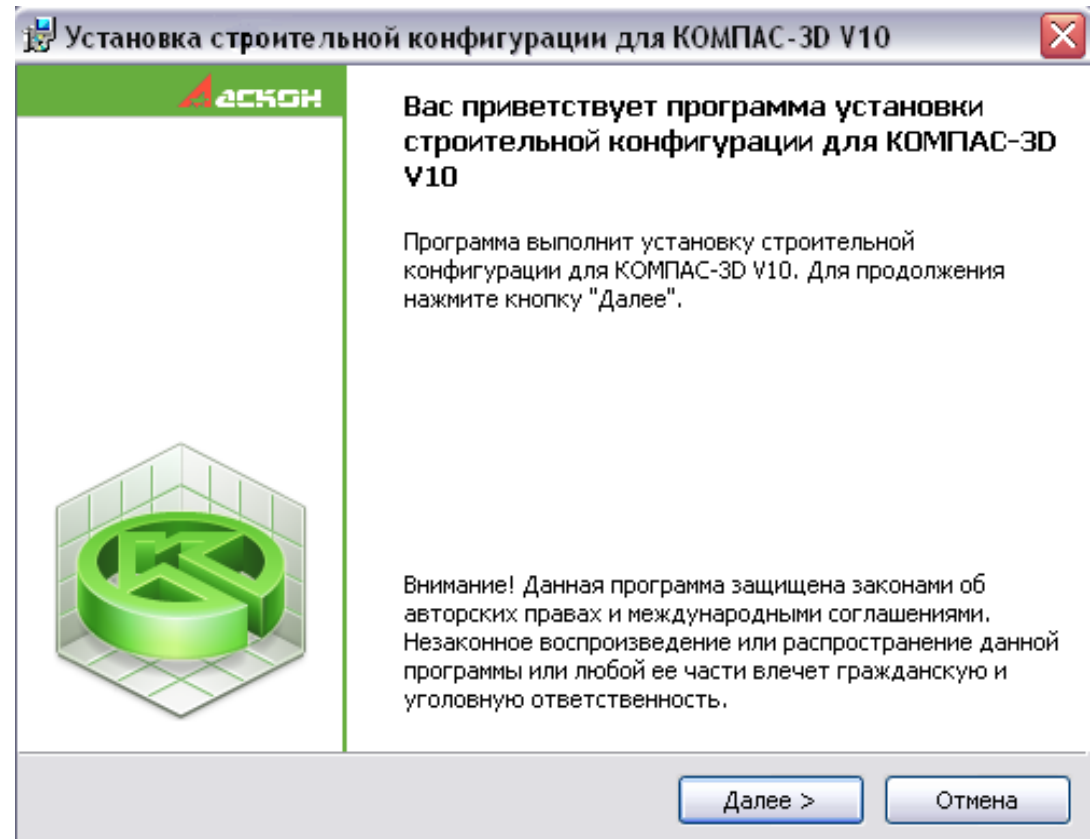 Установка строительной конфигурации для КОМПАС-3D V10
Аскон
Вас приветствует программа установки
строительной конфигурации для КОМПАС-3D
V10
Программа выполнит установку строительной
конфигурации для КОМПАС-3D V10. Для продолжения
нажмите кнопку "Далее".
Внимание! Данная программа защищена законами об
авторских правах и международными соглашениями.
Незаконное воспроизведение или распространение данной
программы или любой ее части влечет гражданскую и
уголовную ответственность.
Далее >
Отмена